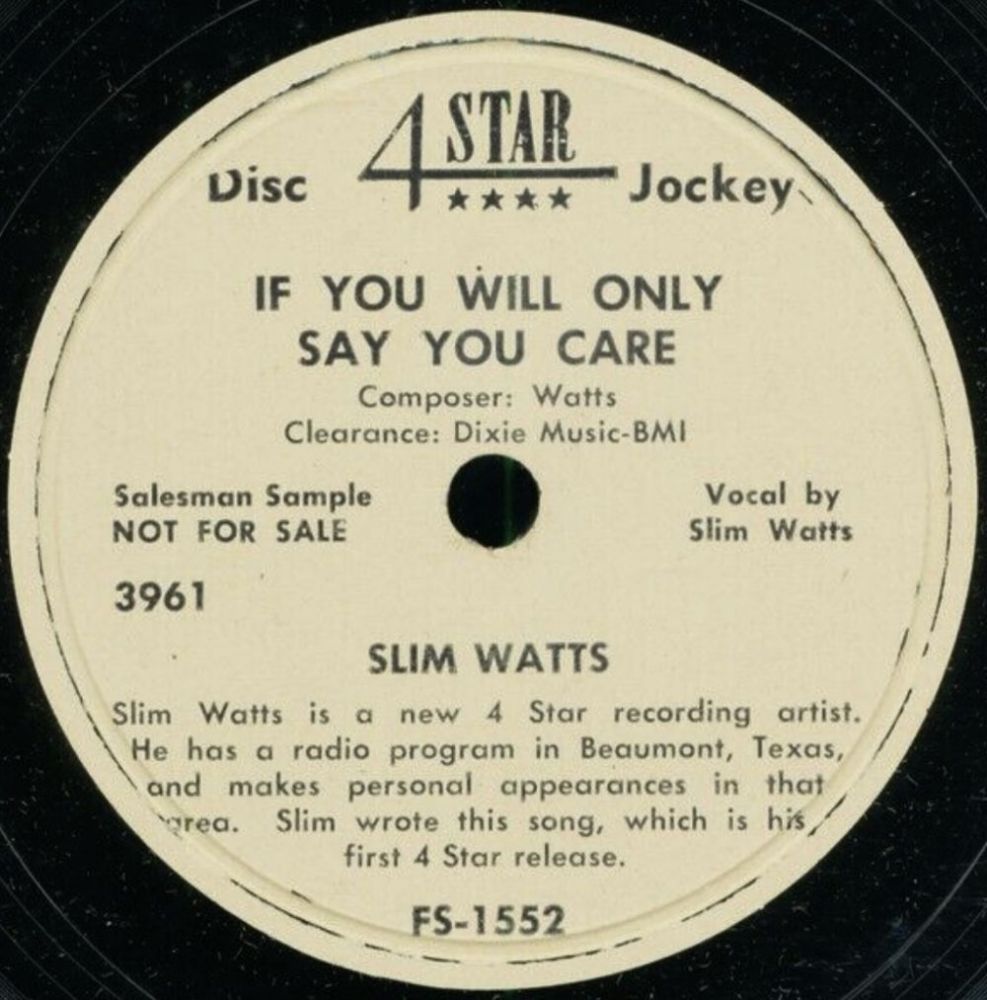 4 STAR
★★★★
Disc Jockey
IF YOU WILL ONLY
SAY YOU CARE
Composer: Watts
Clearance: Dixie Music-BMI
Salesman Sample
NOT FOR SALE
Vocal by
Slim Watts
3961
SLIM WATTS
Slim Watts is a new 4 Star recording artist.
He has a radio program in Beaumont, Texas,
and makes personal appearances in that
area. Slim wrote this song, which is his
first 4 Star release.
FS-1552